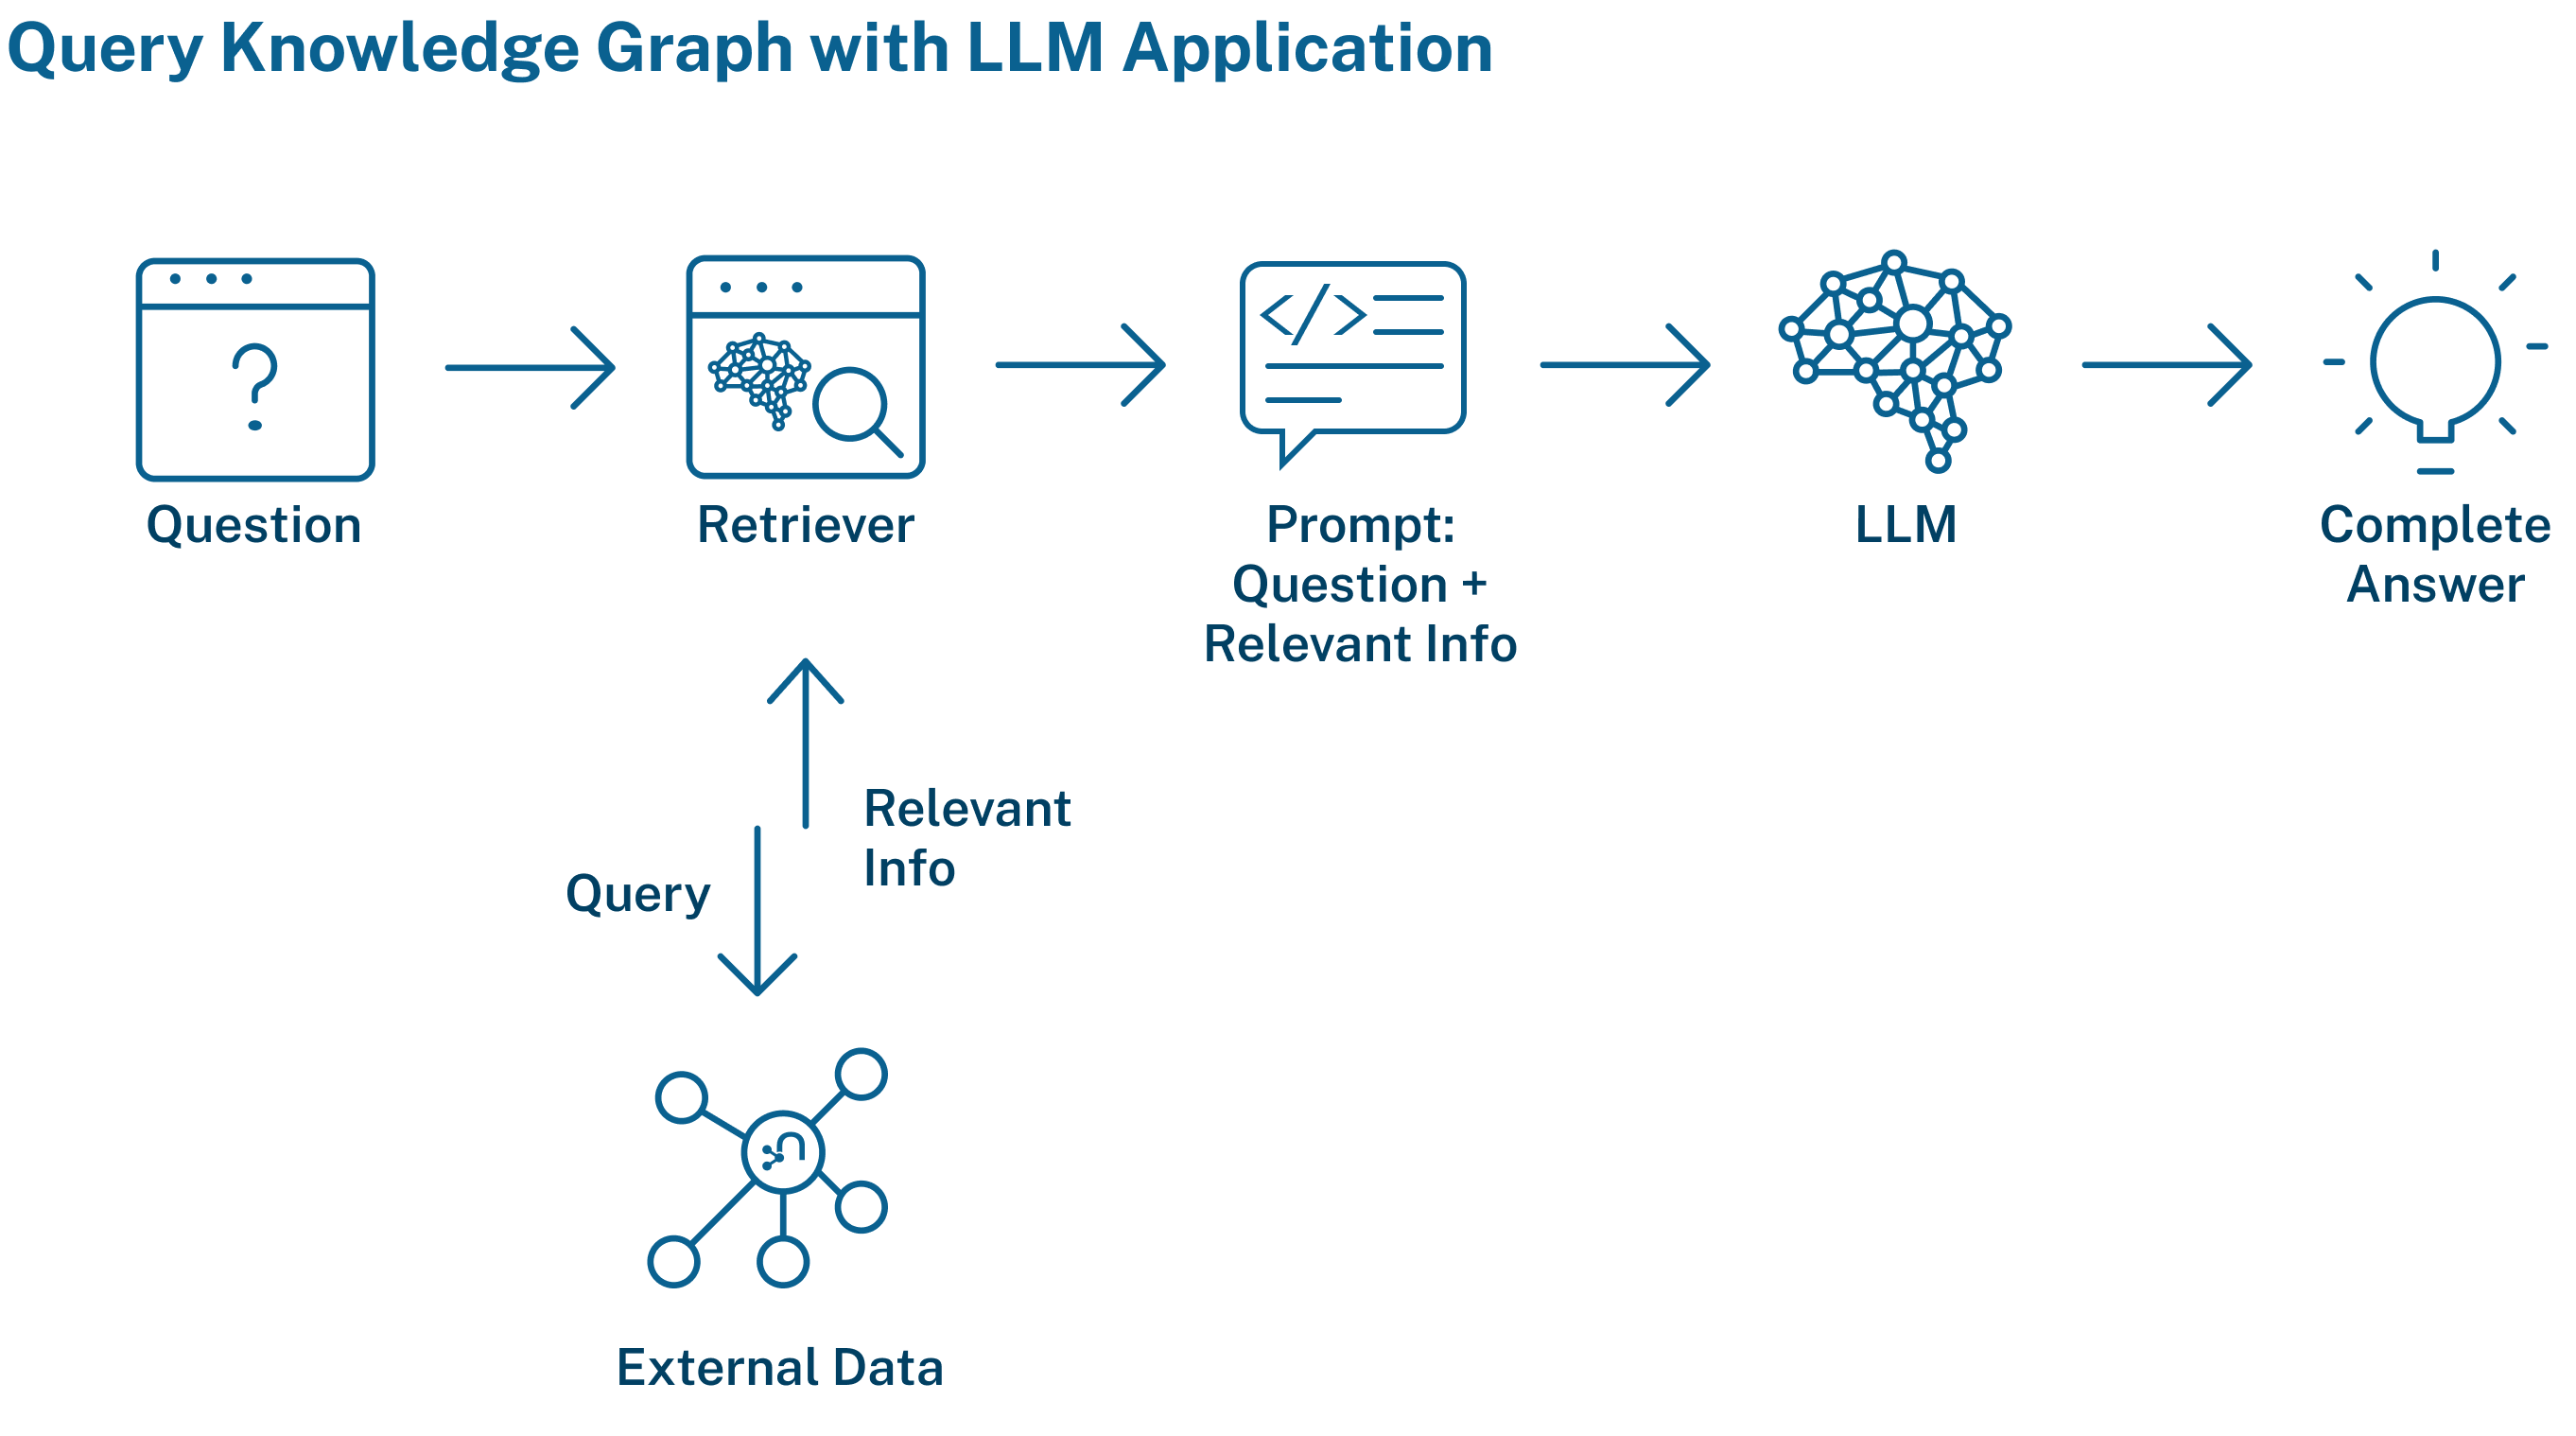 Query Knowledge Graph with LLM Application
?
Question
Retriever
</>
Prompt:
Question +
Relevant Info
LLM
Complete
Answer
Query
Relevant
Info
External Data